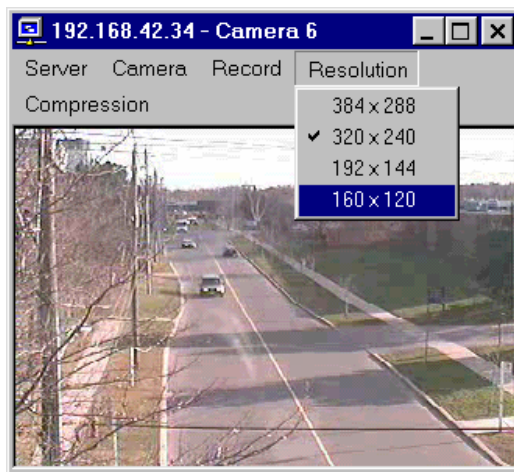 192.168.42.34 - Camera 6
Server Camera Record Resolution
Compression
384 x 288
320 x 240
192 x 144
160 x 120